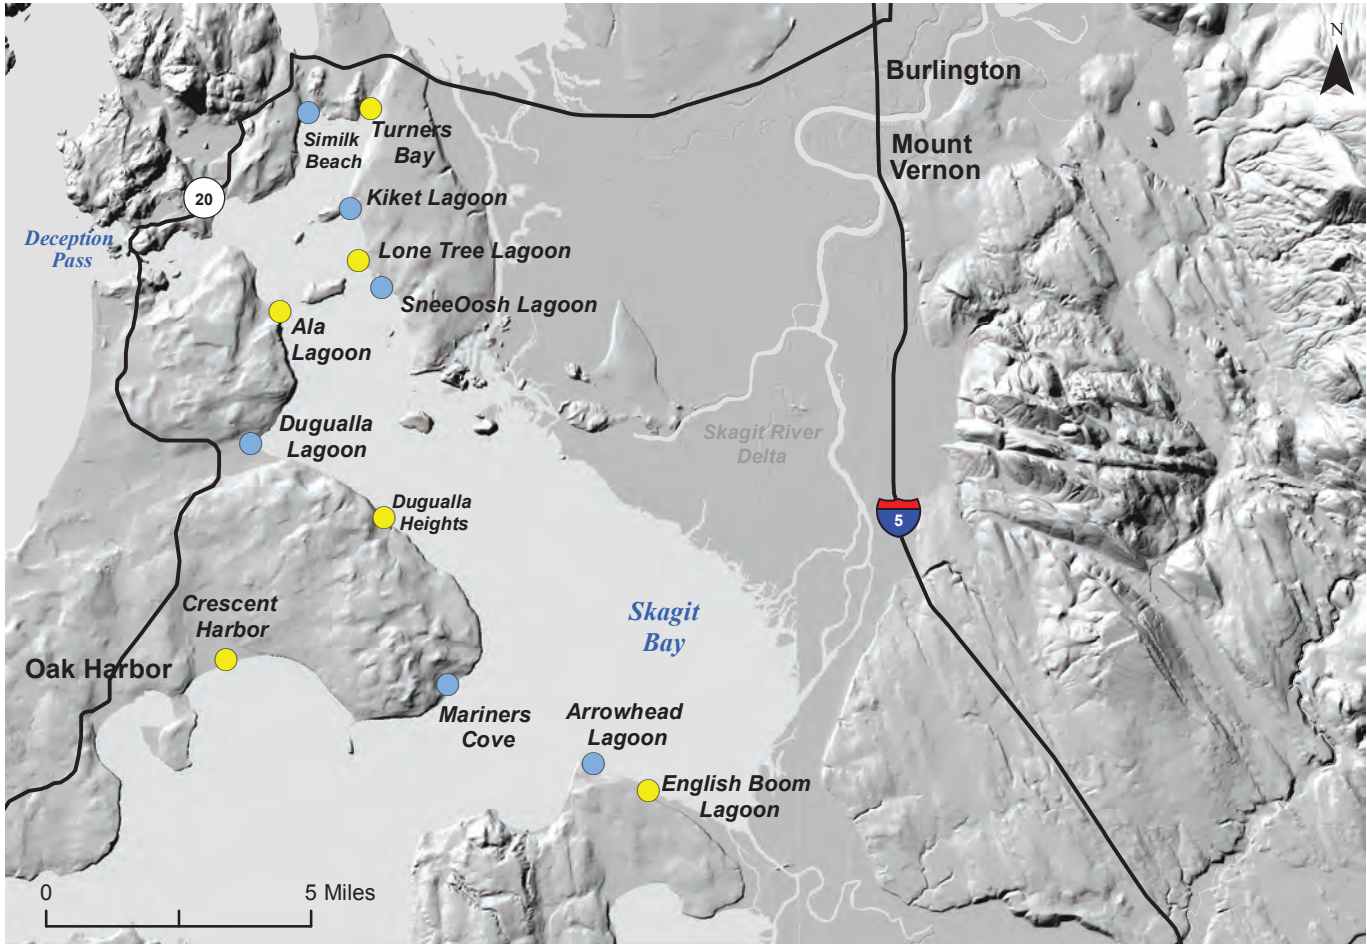 N
Burlington
Mount
Vernon
Similk
Beach
Turners
Bay
20
Kiket Lagoon
Deception
Pass
Lone Tree Lagoon
SneeOosh Lagoon
Ala
Lagoon
Dugualla
Lagoon
Skagit River
Delta
Dugualla
Heights
5
Crescent
Harbor
Skagit
Bay
Oak Harbor
Mariners
Cove
Arrowhead
Lagoon
English Boom
Lagoon
0
5 Miles